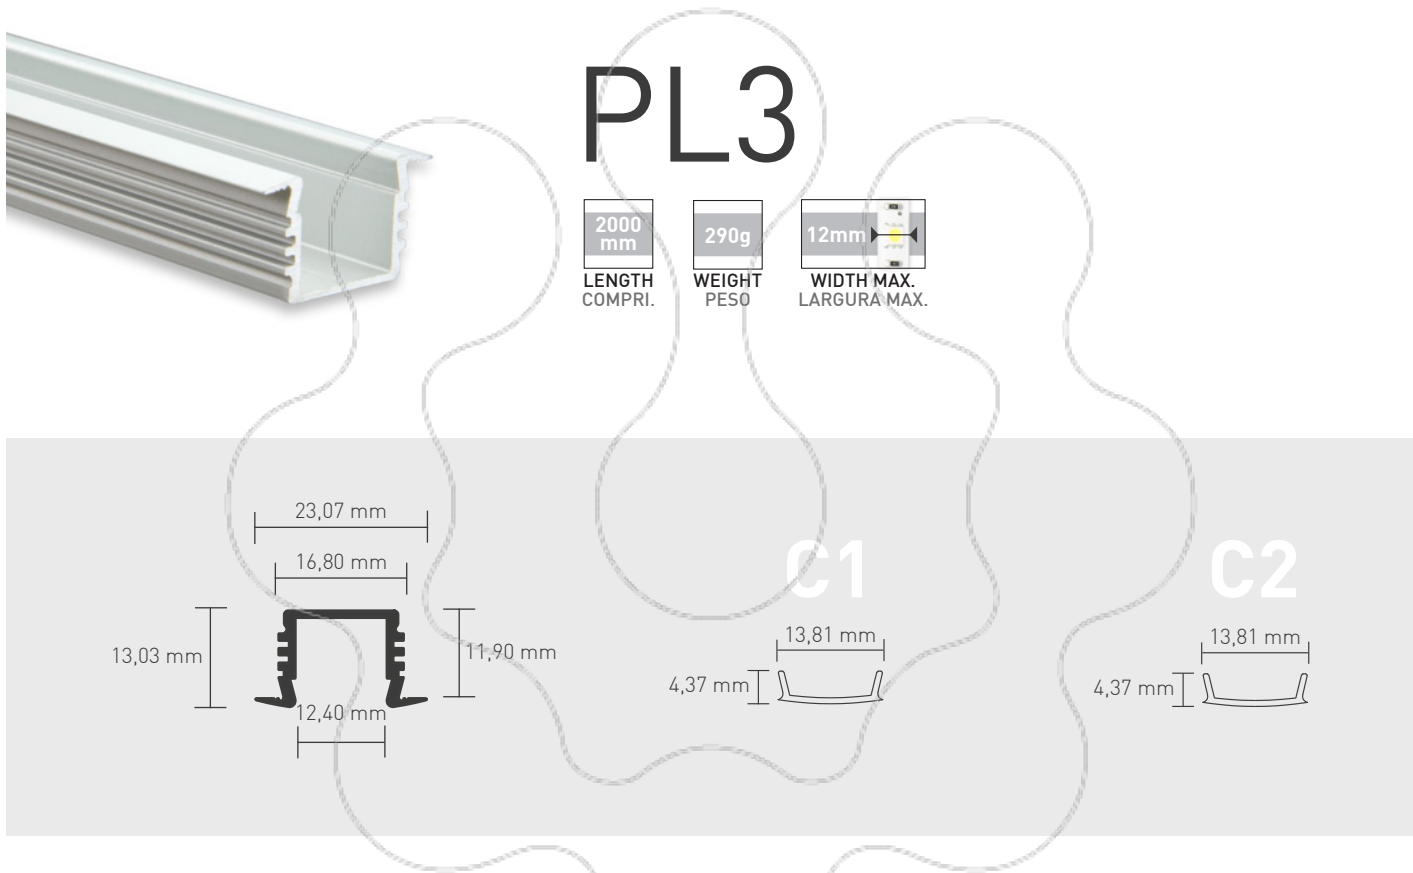 PL3
2000
mm
290g
12mm
LENGTH
COMPRI.
WEIGHT
PESO
WIDTH MAX.
LARGURA MAX.
23,07 mm
16,80 mm
13,03 mm
11,90 mm
12,40 mm
C1
13,81 mm
4,37 mm
C2
13,81 mm
4,37 mm